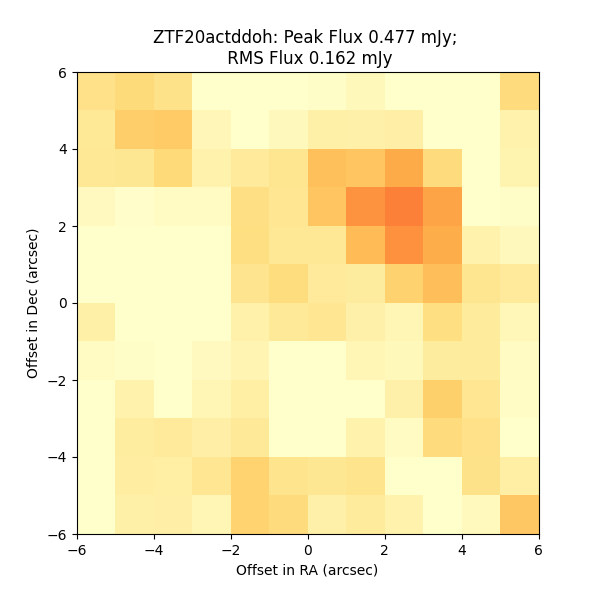 ZTF20actddoh: Peak Flux 0.477 mJy;
RMS Flux 0.162 mJy
6
4
2
0
−2
−4
−6
Offset in Dec (arcsec)
−6 −4 −2 0 2 4 6
Offset in RA (arcsec)